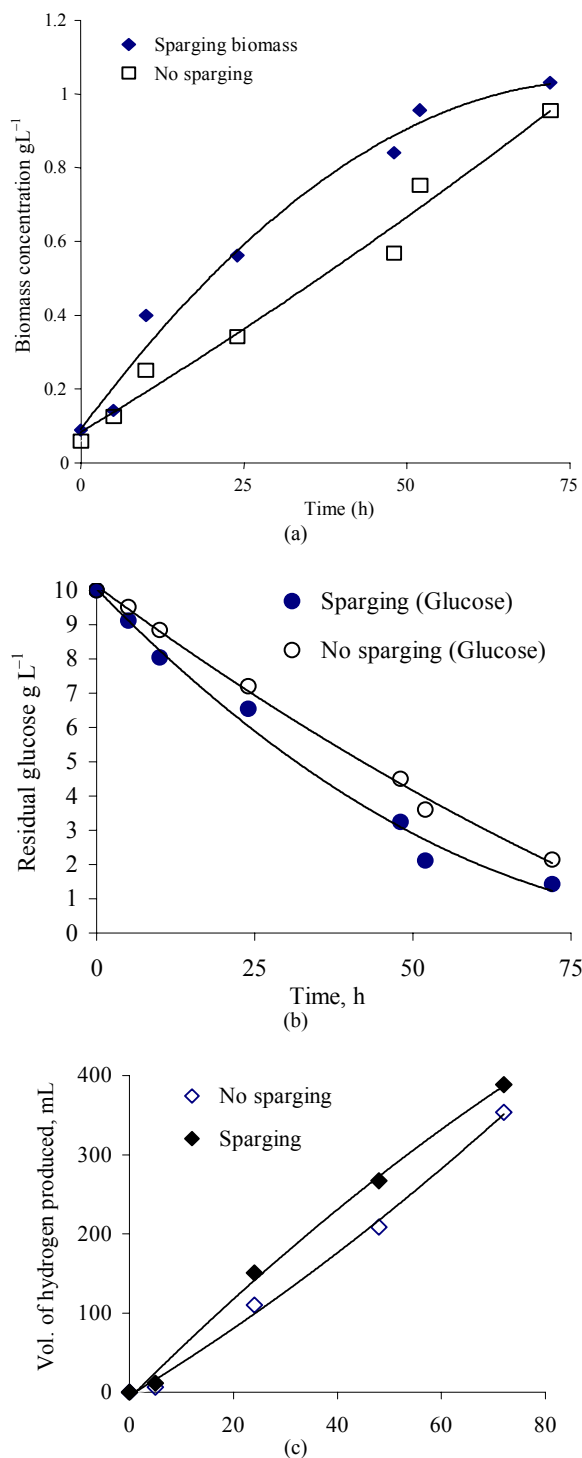 1.2
Sparging biomass
No sparging
1
0.8
0.6
0.4
0.2
0
Biomass concentration gL⁻¹
0 25 50 75
Time (h)
(a)
10
9
8
7
6
5
4
3
2
1
0
Sparging (Glucose)
No sparging (Glucose)
Residual glucose g L⁻¹
0 25 50 75
Time, h
(b)
400
300
200
100
0
No sparging
Sparging
Vol. of hydrogen produced, mL
0 20 40 60 80
(c)